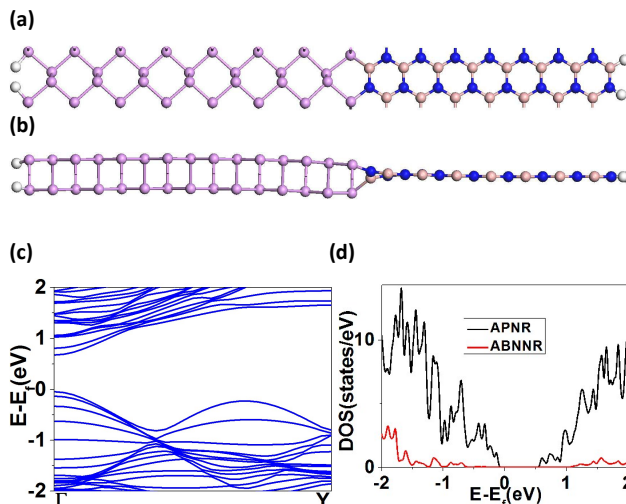 (a)
(b)
(c)
(d)
E-E_f(eV)
2
1
0
-1
-2
Γ
Y
DOS(states/eV)
10
0
APNR
ABNNR
-2 -1 0 1 2
E-E_f(eV)